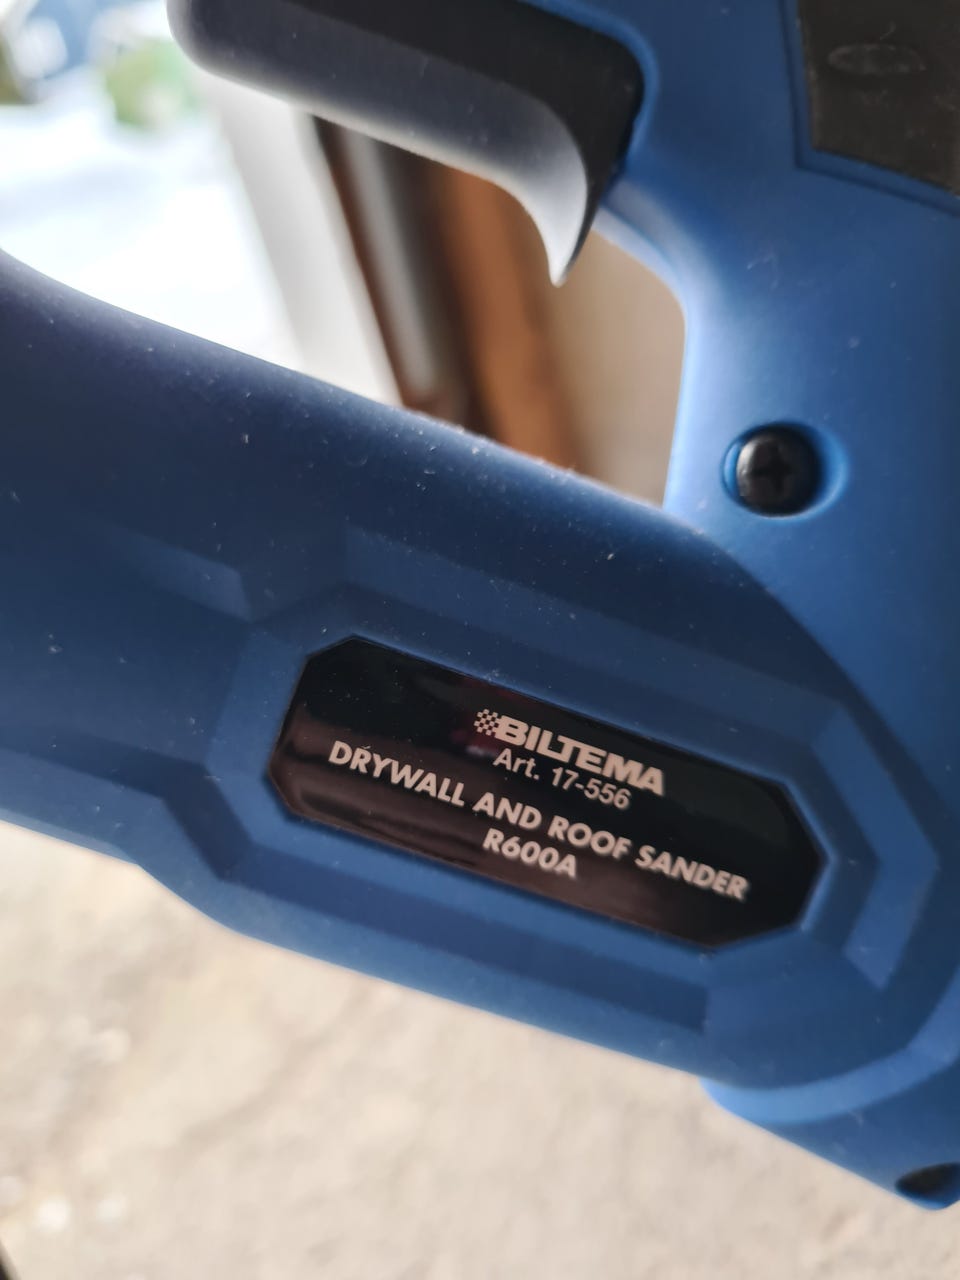 BILTEMA
Art. 17-556
DRYWALL AND ROOF SANDER
R600A